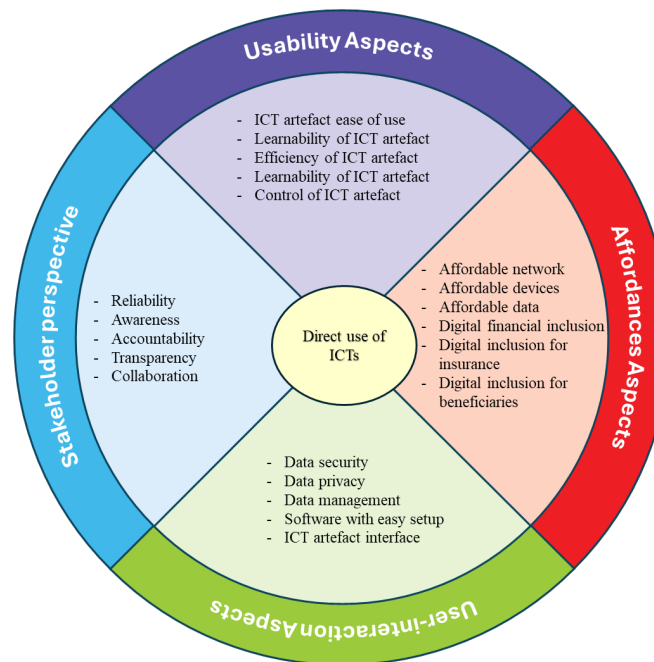 Usability Aspects
- ICT artefact ease of use
- Learnability of ICT artefact
- Efficiency of ICT artefact
- Learnability of ICT artefact
- Control of ICT artefact
Stakeholder perspective
- Reliability
- Awareness
- Accountability
- Transparency
- Collaboration
Direct use of
ICTs
- Affordable network
- Affordable devices
- Affordable data
- Digital financial inclusion
- Digital inclusion for
insurance
- Digital inclusion for
beneficiaries
Affordances Aspects
- Data security
- Data privacy
- Data management
- Software with easy setup
- ICT artefact interface
User-interaction Aspects